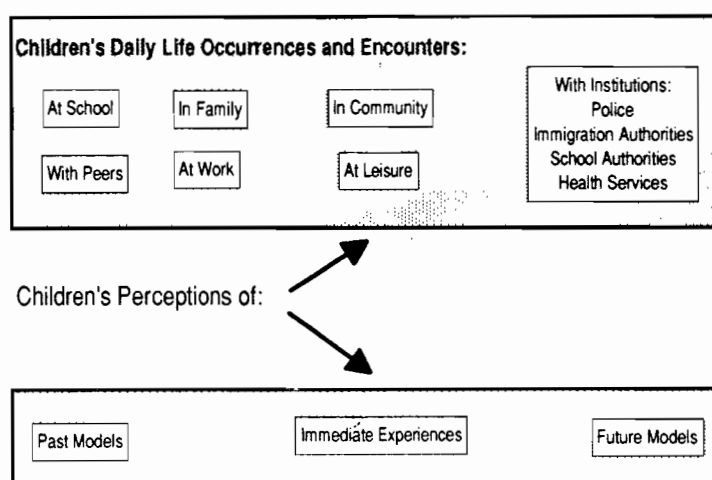 Children's Daily Life Occurrences and Encounters:
At School
In Family
In Community
With Institutions:
Police
Immigration Authorities
School Authorities
Health Services
With Peers
At Work
At Leisure
Children's Perceptions of:
Past Models
Immediate Experiences
Future Models